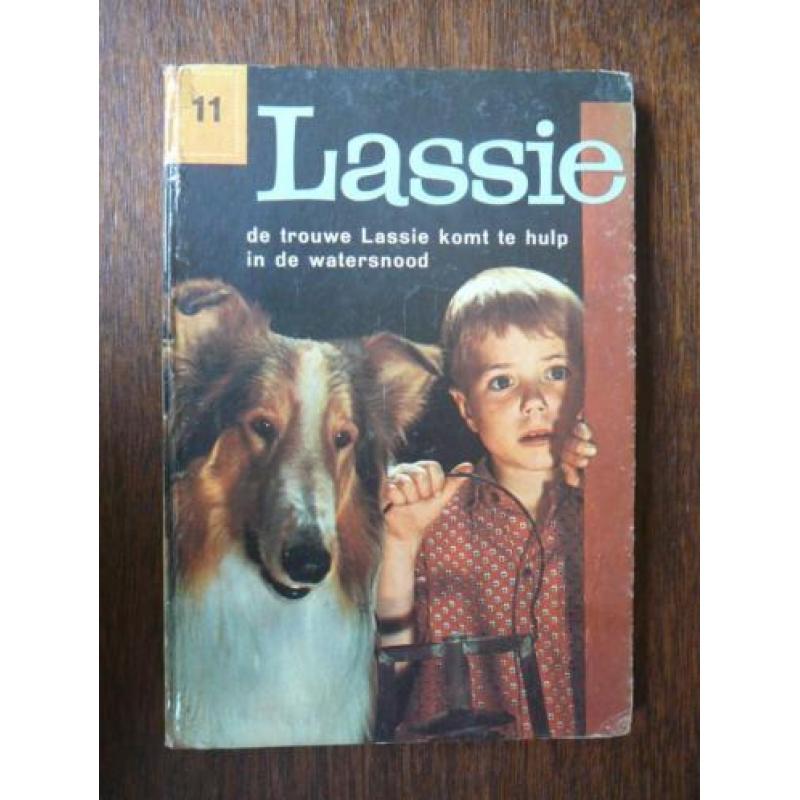 11
Lassie
de trouwe Lassie komt te hulp
in de watersnood